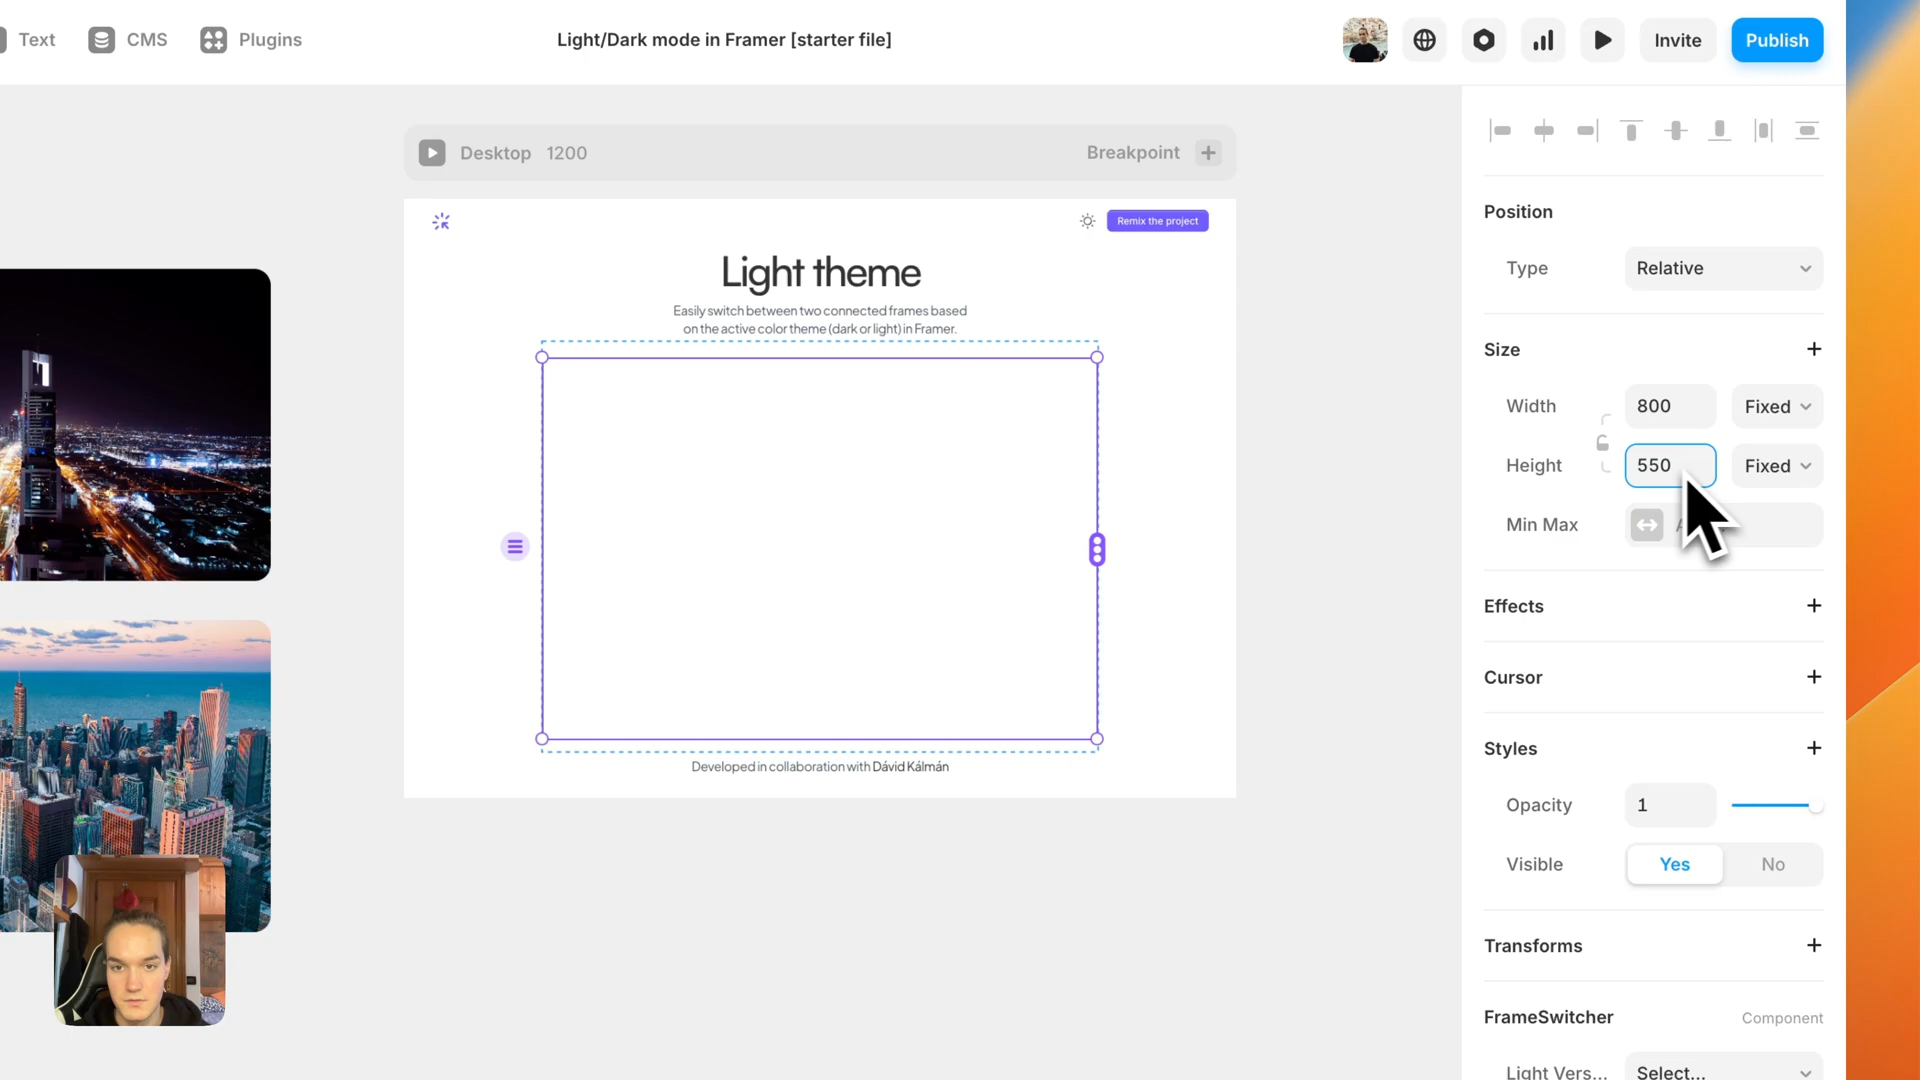 Text
CMS
Plugins
Light/Dark mode in Framer [starter file]
Invite
Publish
Desktop 1200
Breakpoint
Remix the project
Light theme
Easily switch between two connected frames based
on the active color theme (dark or light) in Framer.
Developed in collaboration with Dávid Kálmán
Position
Type Relative
Size
Width 800 Fixed
Height 550 Fixed
Min Max
Effects
Cursor
Styles
Opacity 1
Visible Yes No
Transforms
FrameSwitcher Component
Light Vers... Select...